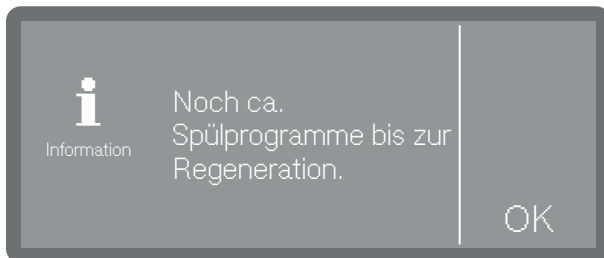 Information
Noch ca.
Spülprogramme bis zur
Regeneration.
OK